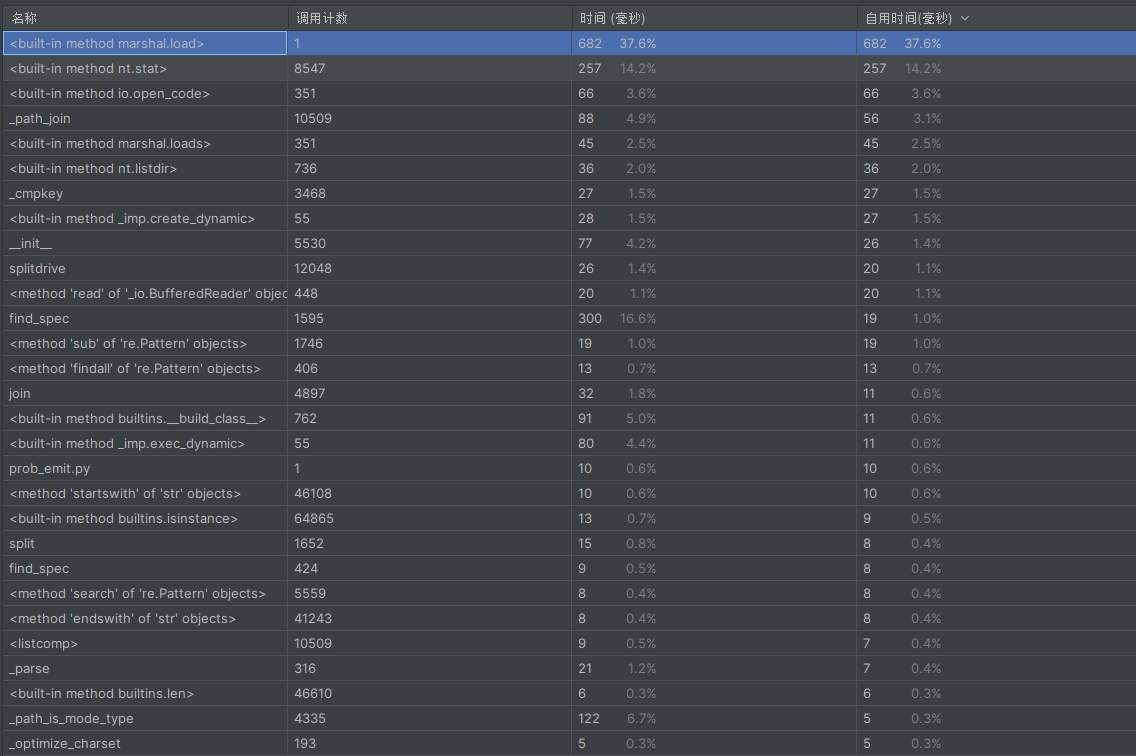 名称 调用计数 时间 (毫秒) 自用时间(毫秒)
<built-in method marshal.load> 1 682 37.6% 682 37.6%
<built-in method nt.stat> 8547 257 14.2% 257 14.2%
<built-in method io.open_code> 351 66 3.6% 66 3.6%
_path_join 10509 88 4.9% 56 3.1%
<built-in method marshal.loads> 351 45 2.5% 45 2.5%
<built-in method nt.listdir> 736 36 2.0% 36 2.0%
_cmpkey 3468 27 1.5% 27 1.5%
<built-in method _imp.create_dynamic> 55 28 1.5% 27 1.5%
__init__ 5530 77 4.2% 26 1.4%
splitdrive 12048 26 1.4% 20 1.1%
<method 'read' of '_io.BufferedReader' objec 448 20 1.1% 20 1.1%
find_spec 1595 300 16.6% 19 1.0%
<method 'sub' of 're.Pattern' objects> 1746 19 1.0% 19 1.0%
<method 'findall' of 're.Pattern' objects> 406 13 0.7% 13 0.7%
join 4897 32 1.8% 11 0.6%
<built-in method builtins.__build_class__> 762 91 5.0% 11 0.6%
<built-in method _imp.exec_dynamic> 55 80 4.4% 11 0.6%
prob_emit.py 1 10 0.6% 10 0.6%
<method 'startswith' of 'str' objects> 46108 10 0.6% 10 0.6%
<built-in method builtins.isinstance> 64865 13 0.7% 9 0.5%
split 1652 15 0.8% 8 0.4%
find_spec 424 9 0.5% 8 0.4%
<method 'search' of 're.Pattern' objects> 5559 8 0.4% 8 0.4%
<method 'endswith' of 'str' objects> 41243 8 0.4% 8 0.4%
<listcomp> 10509 9 0.5% 7 0.4%
_parse 316 21 1.2% 7 0.4%
<built-in method builtins.len> 46610 6 0.3% 6 0.3%
_path_is_mode_type 4335 122 6.7% 5 0.3%
_optimize_charset 193 5 0.3% 5 0.3%